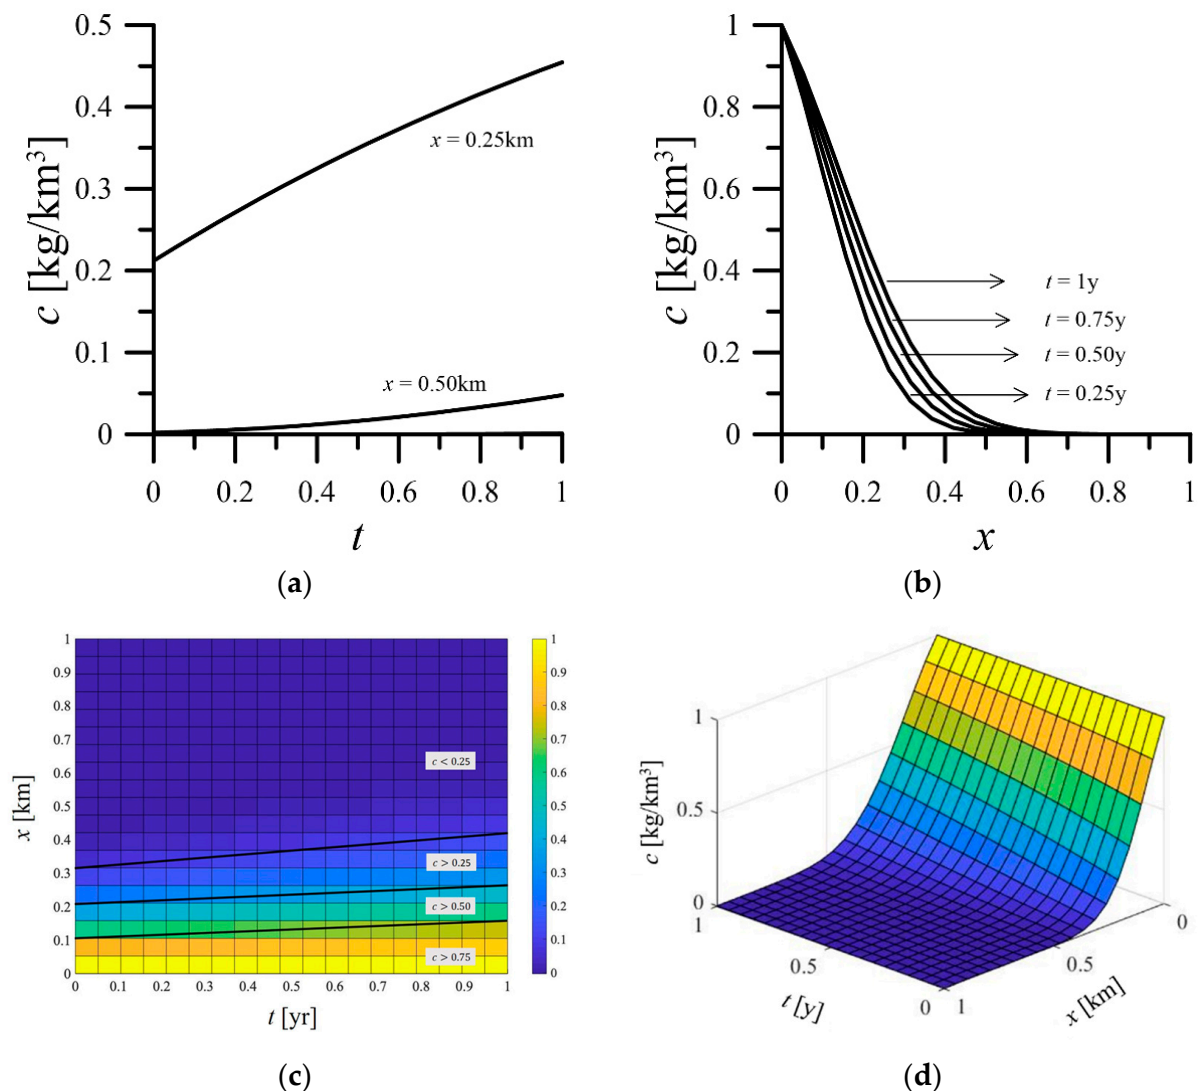 0.5
0.4
0.3
0.2
0.1
0
c [kg/km³]
x = 0.25km
x = 0.50km
0 0.2 0.4 0.6 0.8 1
t
(a)
1
0.8
0.6
0.4
0.2
0
c [kg/km³]
t = 1y
t = 0.75y
t = 0.50y
t = 0.25y
0 0.2 0.4 0.6 0.8 1
x
(b)
1
0.9
0.8
0.7
0.6
0.5
0.4
0.3
0.2
0.1
0
x [km]
c < 0.25
c > 0.25
c > 0.50
c > 0.75
0 0.1 0.2 0.3 0.4 0.5 0.6 0.7 0.8 0.9 1
t [yr]
1
0.9
0.8
0.7
0.6
0.5
0.4
0.3
0.2
0.1
0
(c)
1
0.5
0
c [kg/km³]
1
0.5
0
t [y]
1
0.5
0
x [km]
(d)